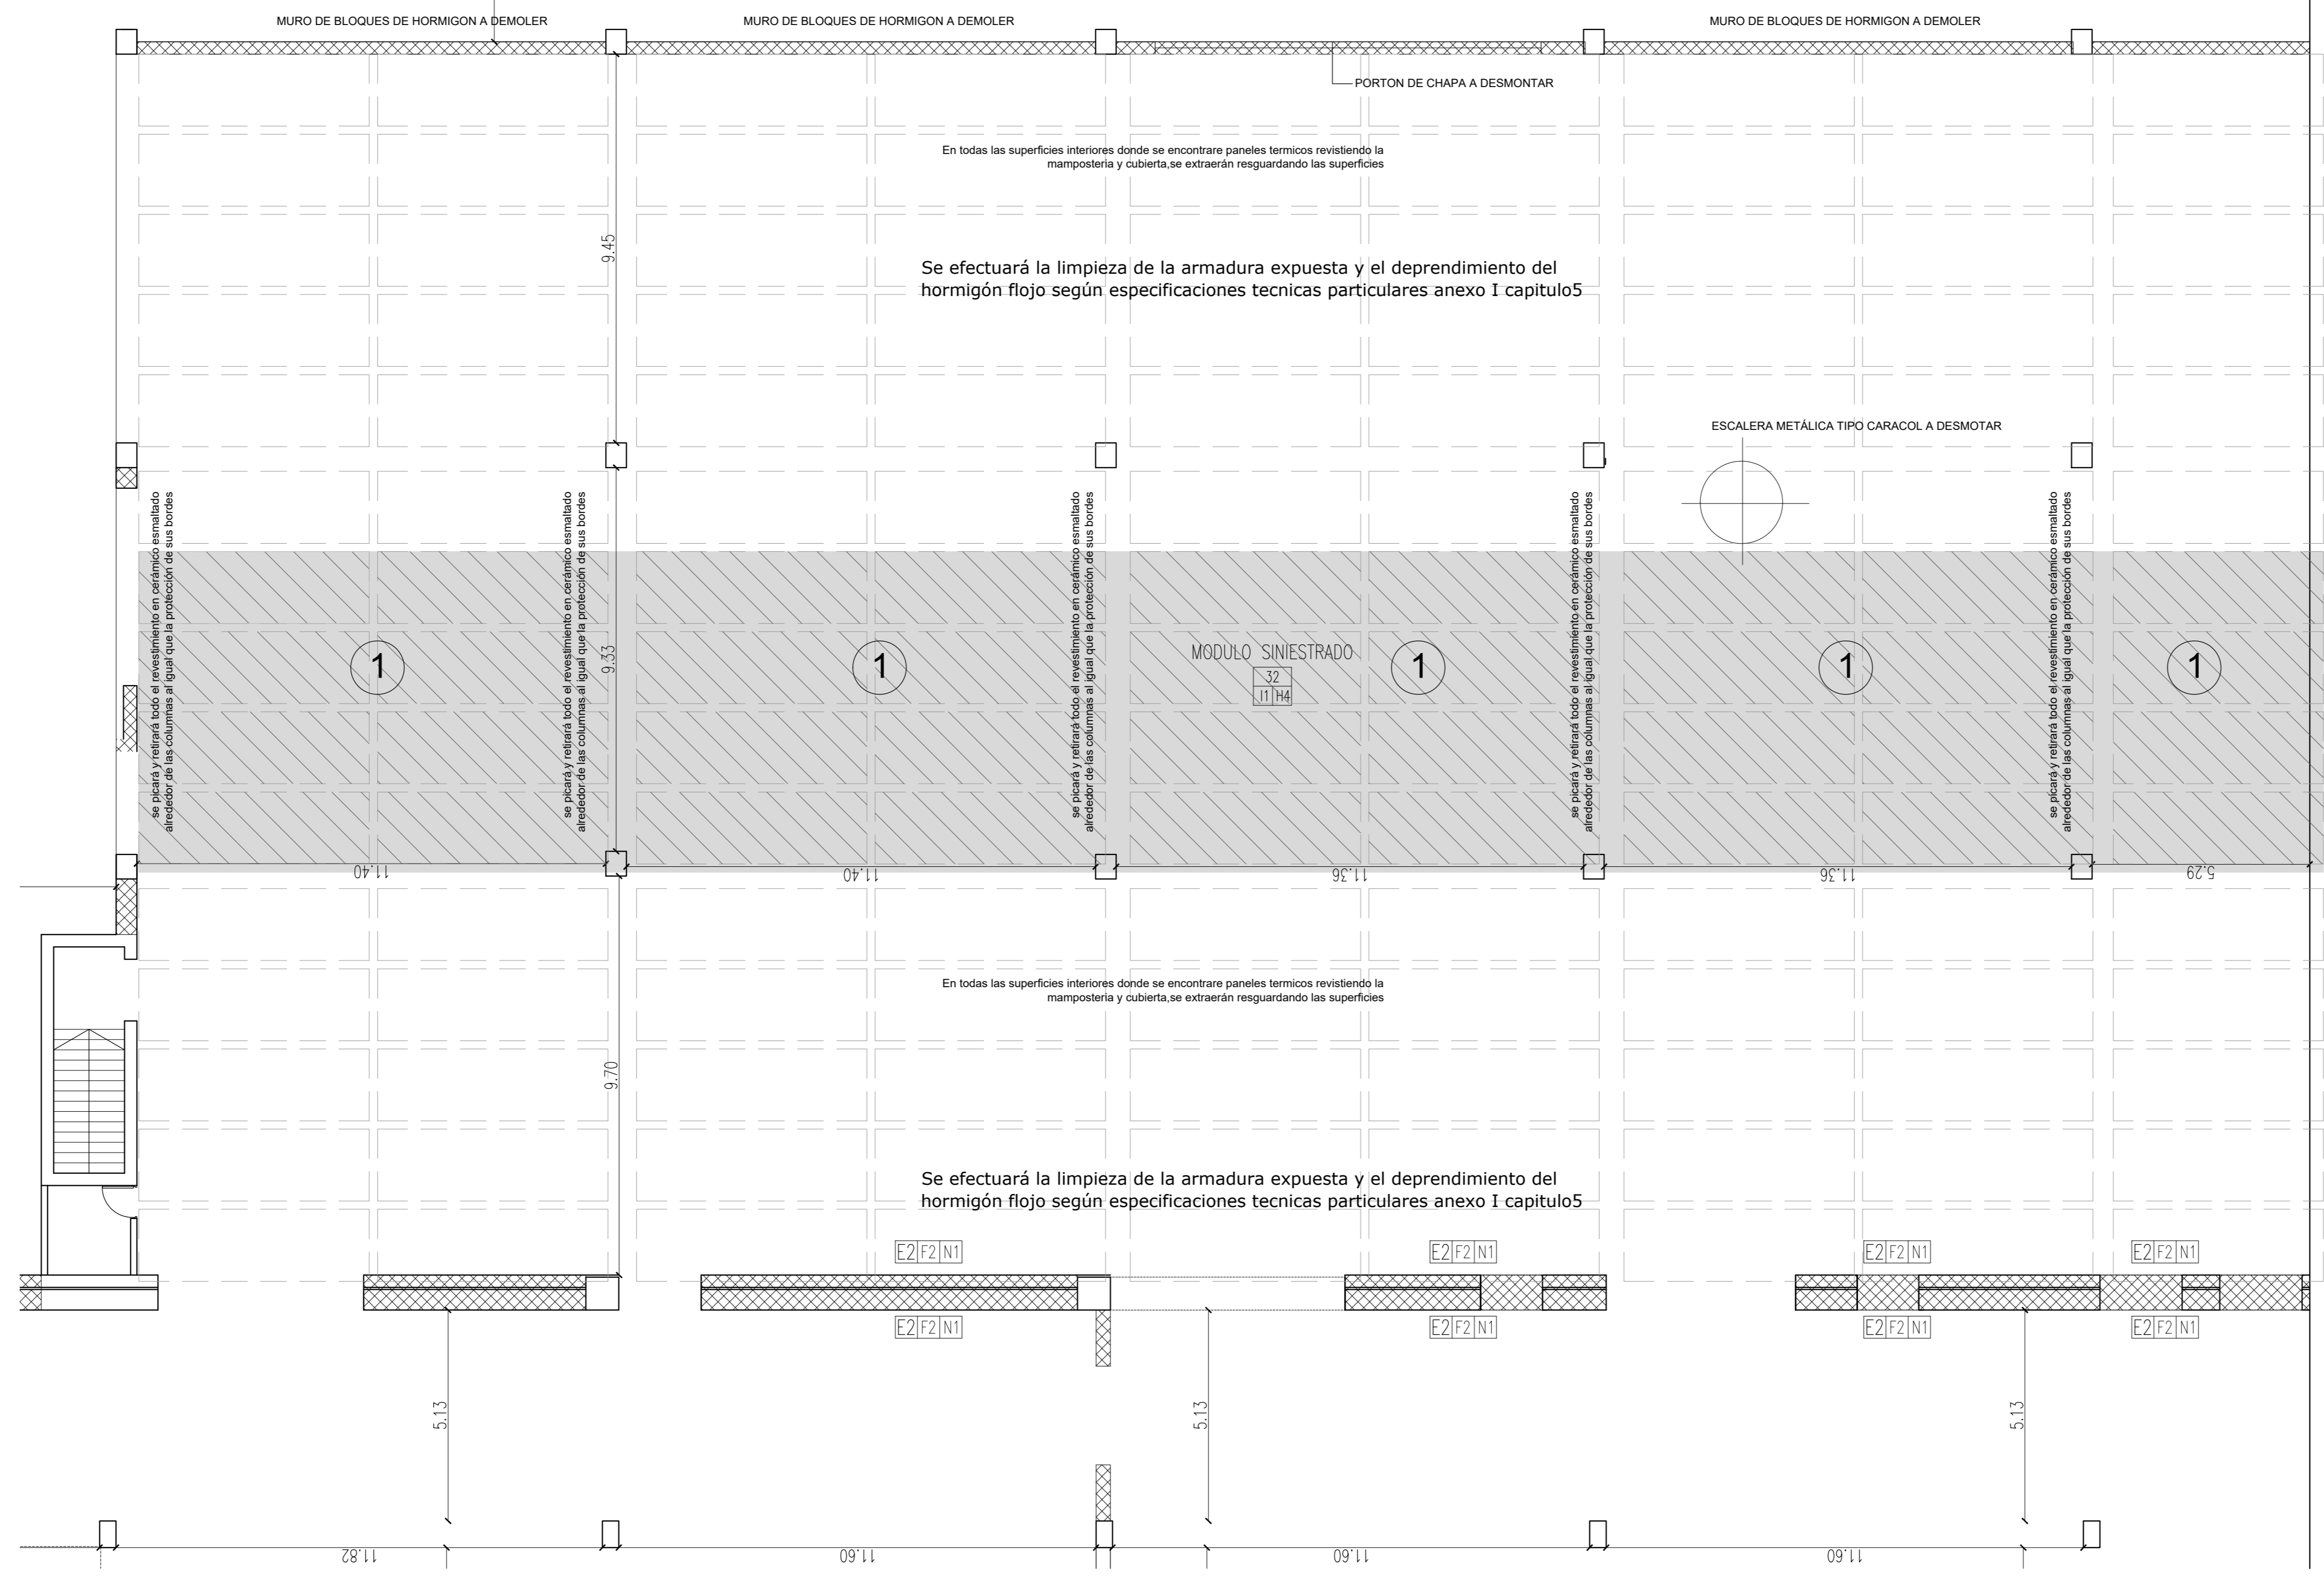 MURO DE BLOQUES DE HORMIGON A DEMOLER
MURO DE BLOQUES DE HORMIGON A DEMOLER
MURO DE BLOQUES DE HORMIGON A DEMOLER
PORTON DE CHAPA A DESMONTAR
En todas las superficies interiores donde se encontrare paneles termicos revistiendo la
mamposteria y cubierta,se extraerán resguardando las superficies
9.45
Se efectuará la limpieza de la armadura expuesta y el deprendimiento del
hormigón flojo según especificaciones tecnicas particulares anexo I capitulo5
ESCALERA METÁLICA TIPO CARACOL A DESMOTAR
se picará y retirará todo el revestimiento en cerámico esmaltado
alrededor de las columnas al igual que la protección de sus bordes
se picará y retirará todo el revestimiento en cerámico esmaltado
alrededor de las columnas al igual que la protección de sus bordes
se picará y retirará todo el revestimiento en cerámico esmaltado
alrededor de las columnas al igual que la protección de sus bordes
se picará y retirará todo el revestimiento en cerámico esmaltado
alrededor de las columnas al igual que la protección de sus bordes
se picará y retirará todo el revestimiento en cerámico esmaltado
alrededor de las columnas al igual que la protección de sus bordes
1
9.33
1
MODULO SINIESTRADO
32
I1 H4
1
1
1
11.40
11.40
11.36
11.36
5.29
En todas las superficies interiores donde se encontrare paneles termicos revistiendo la
mamposteria y cubierta,se extraerán resguardando las superficies
9.70
Se efectuará la limpieza de la armadura expuesta y el deprendimiento del
hormigón flojo según especificaciones tecnicas particulares anexo I capitulo5
E2 F2 N1
E2 F2 N1
E2 F2 N1
E2 F2 N1
E2 F2 N1
E2 F2 N1
E2 F2 N1
E2 F2 N1
5.13
5.13
5.13
11.82
11.60
11.60
11.60